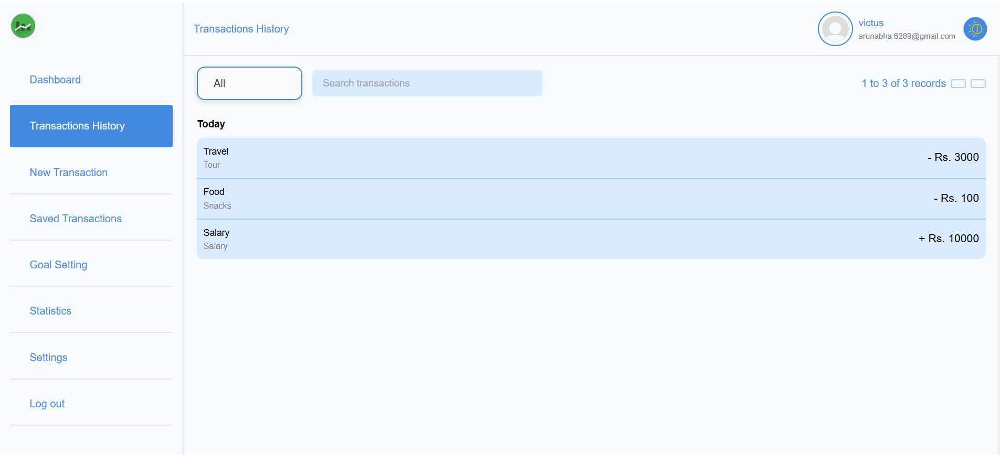 Transactions History
victus
arunabha.6289@gmail.com
Dashboard
Transactions History
New Transaction
Saved Transactions
Goal Setting
Statistics
Settings
Log out
All
Search transactions
1 to 3 of 3 records
Today
Travel
Tour
- Rs. 3000
Food
Snacks
- Rs. 100
Salary
Salary
+ Rs. 10000